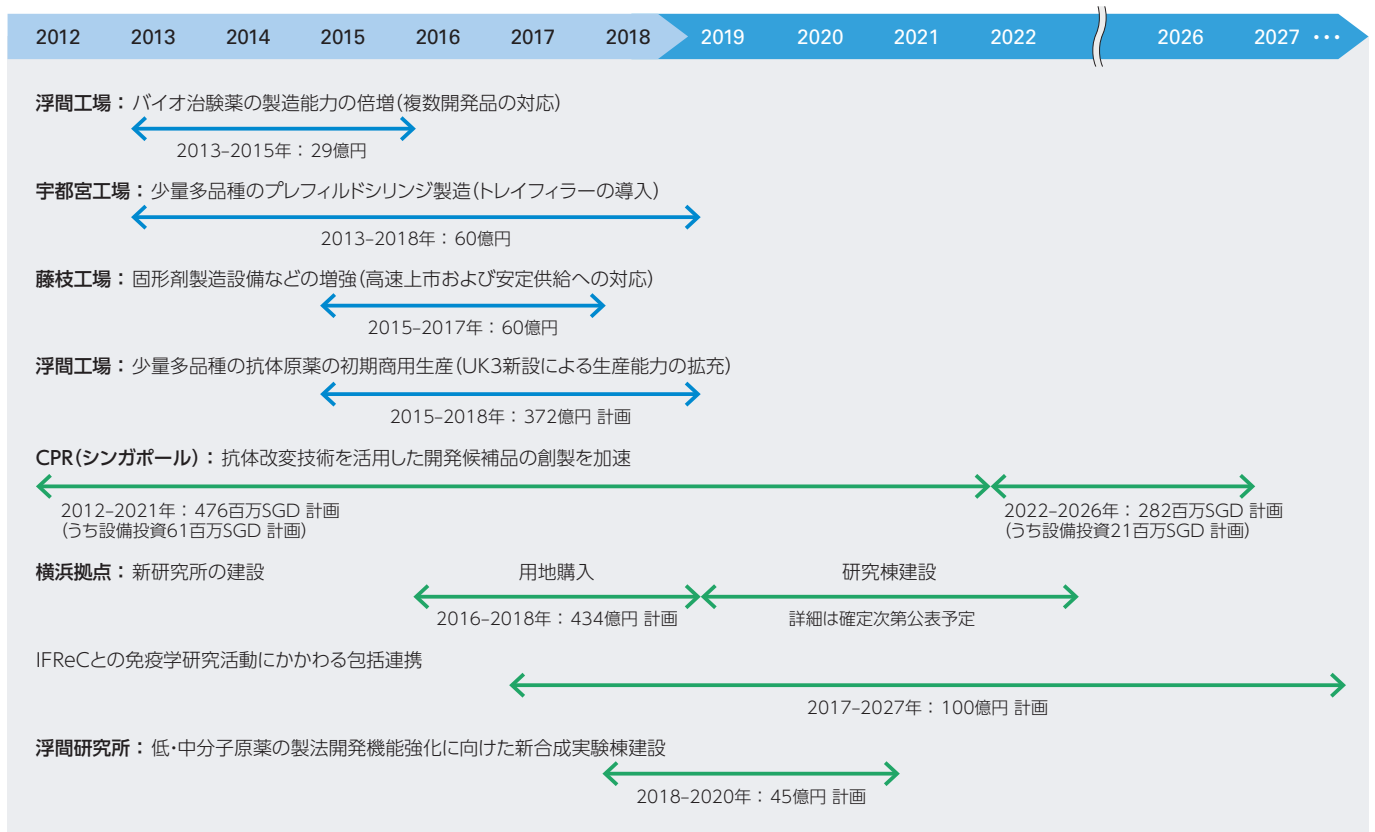 2012 2013 2014 2015 2016 2017 2018 2019 2020 2021 2022 2026 2027 ···
浮間工場：バイオ治験薬の製造能力の倍増(複数開発品の対応)
2013–2015年：29億円
宇都宮工場：少量多品種のプレフィルドシリンジ製造(トレイフィラーの導入)
2013–2018年：60億円
藤枝工場：固形剤製造設備などの増強(高速上市および安定供給への対応)
2015–2017年：60億円
浮間工場：少量多品種の抗体原薬の初期商用生産(UK3新設による生産能力の拡充)
2015–2018年：372億円 計画
CPR(シンガポール)：抗体改変技術を活用した開発候補品の創製を加速
2012–2021年：476百万SGD 計画
(うち設備投資61百万SGD 計画)
2022–2026年：282百万SGD 計画
(うち設備投資21百万SGD 計画)
横浜拠点：新研究所の建設 用地購入 研究棟建設
2016–2018年：434億円 計画 詳細は確定次第公表予定
IFReCとの免疫学研究活動にかかわる包括連携
2017–2027年：100億円 計画
浮間研究所：低・中分子原薬の製法開発機能強化に向けた新合成実験棟建設
2018–2020年：45億円 計画